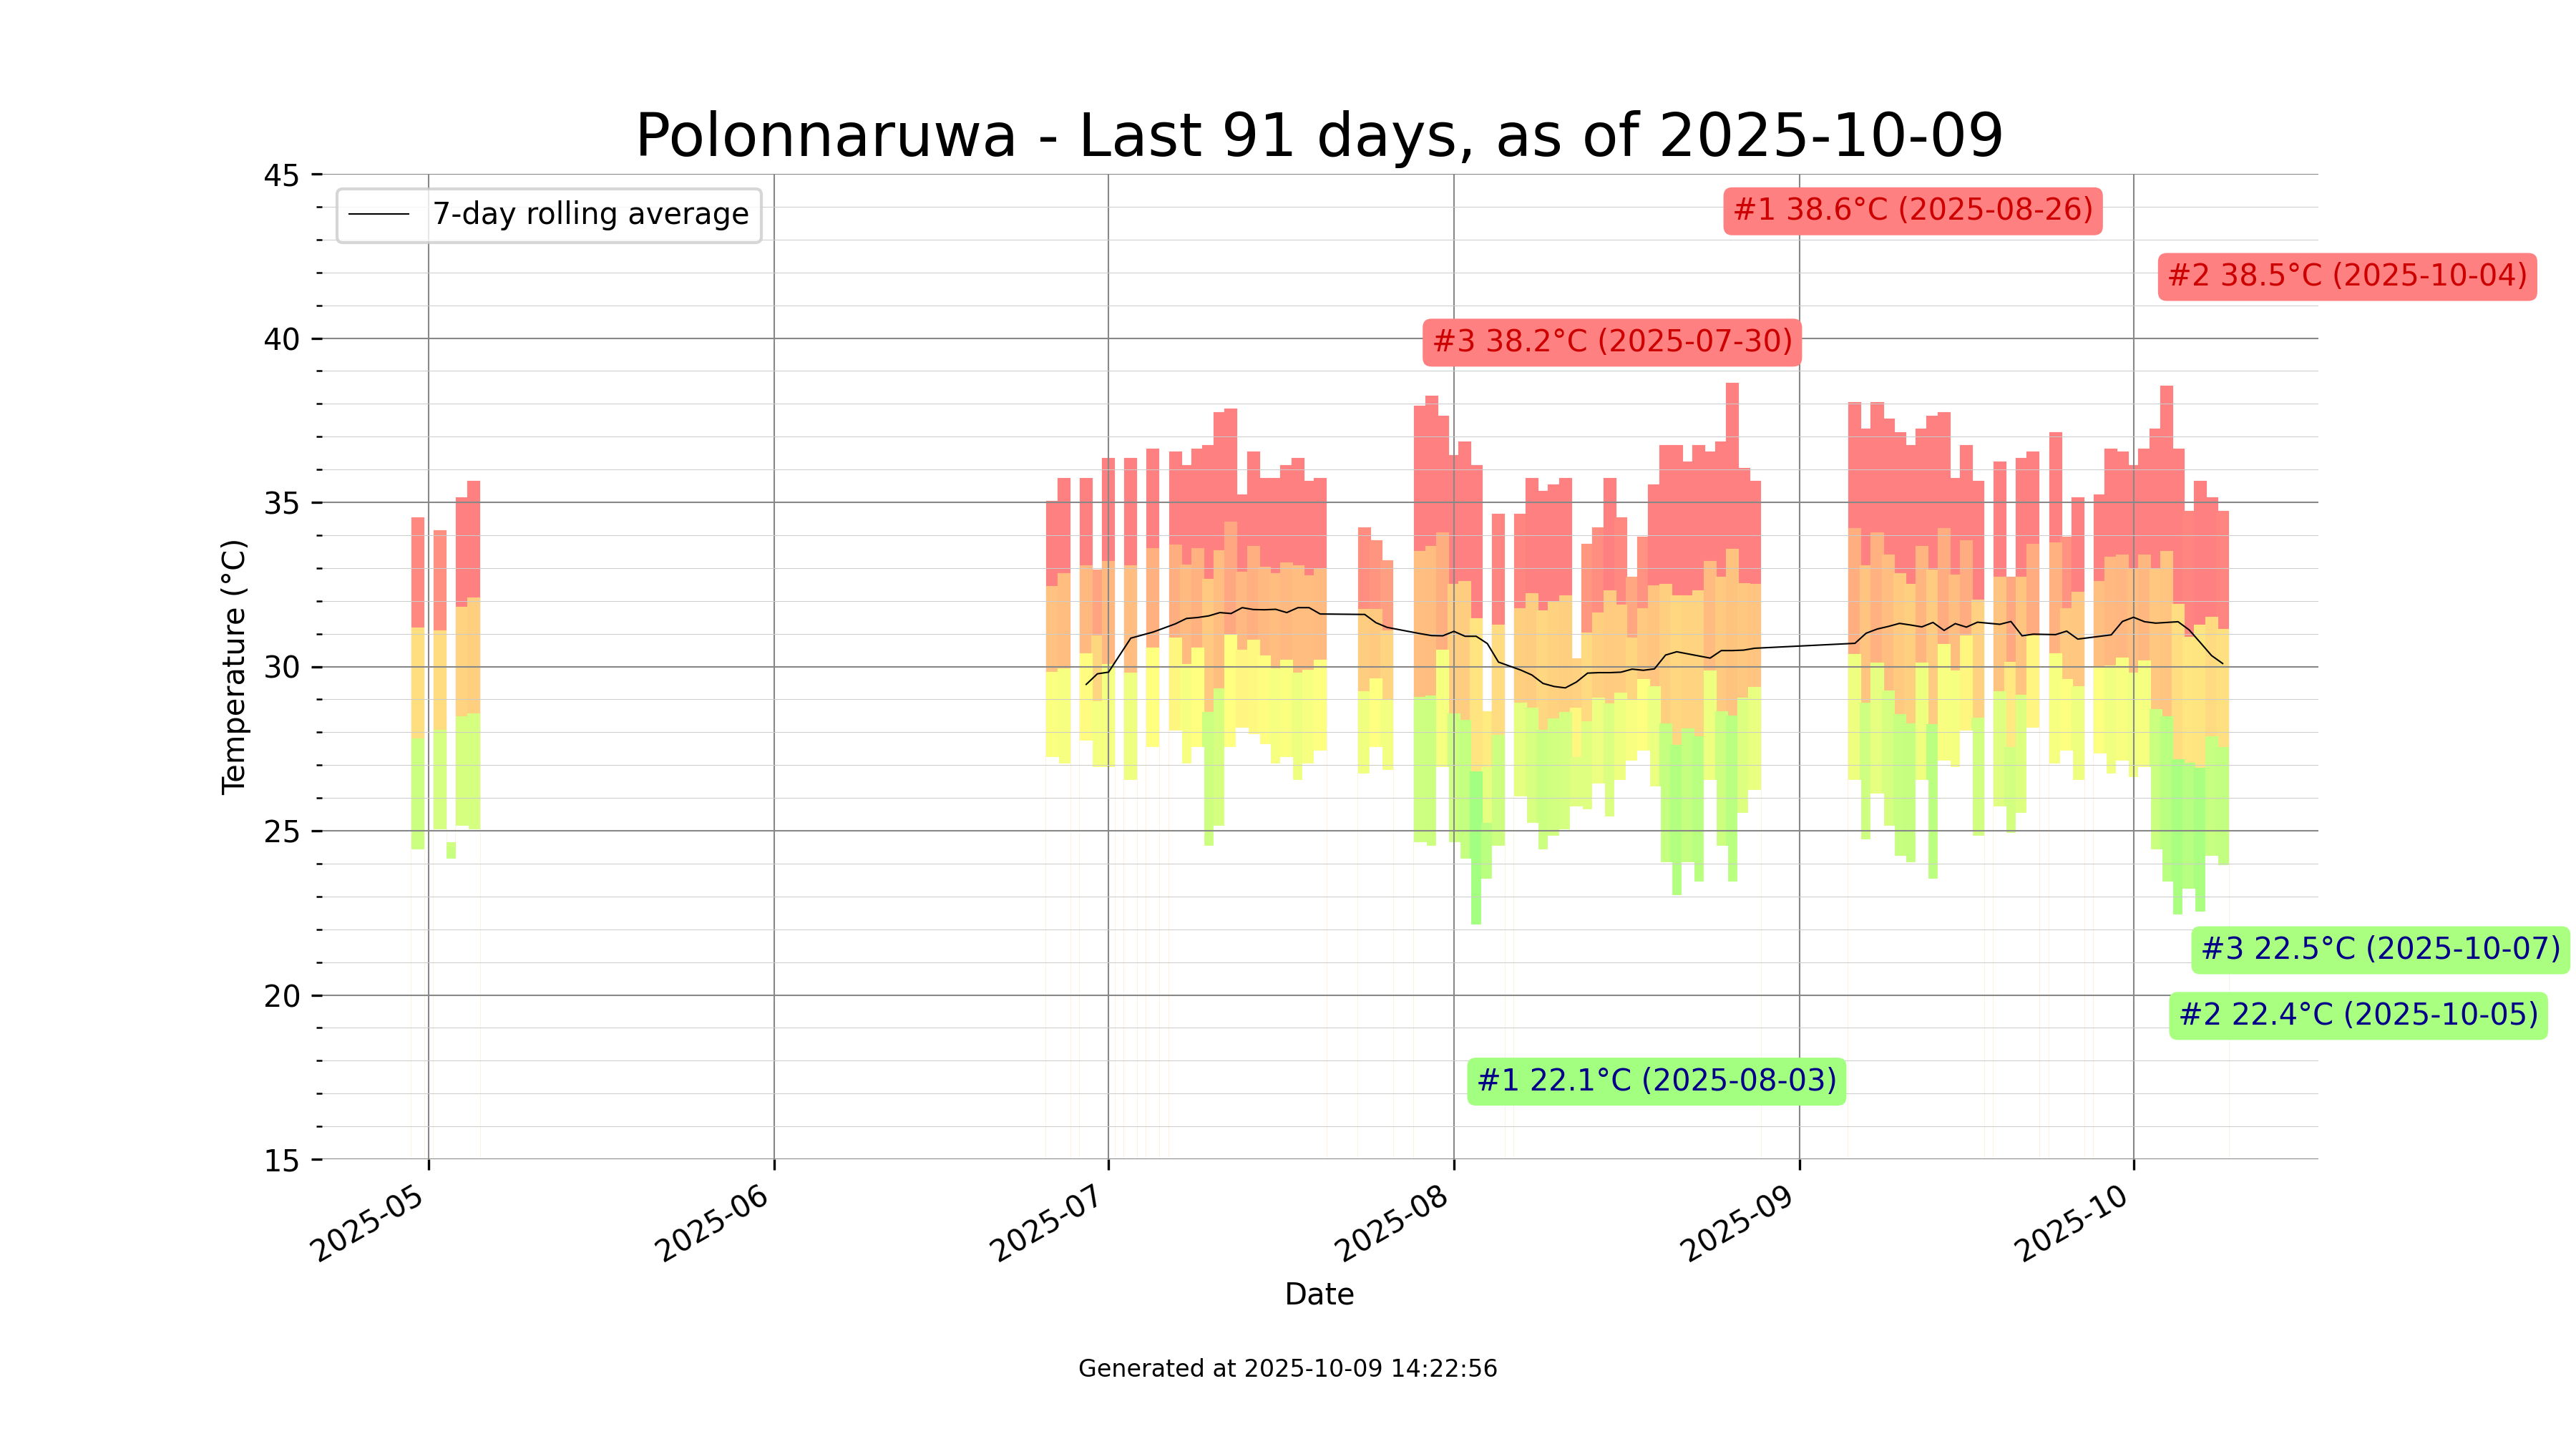 Polonnaruwa - Last 91 days, as of 2025-10-09
45
7-day rolling average
#1 38.6°C (2025-08-26)
#2 38.5°C (2025-10-04)
40
#3 38.2°C (2025-07-30)
35
Temperature (°C)
30
25
#3 22.5°C (2025-10-07)
20
#2 22.4°C (2025-10-05)
#1 22.1°C (2025-08-03)
15
2025-05
2025-06
2025-07
2025-08
2025-09
2025-10
Date
Generated at 2025-10-09 14:22:56